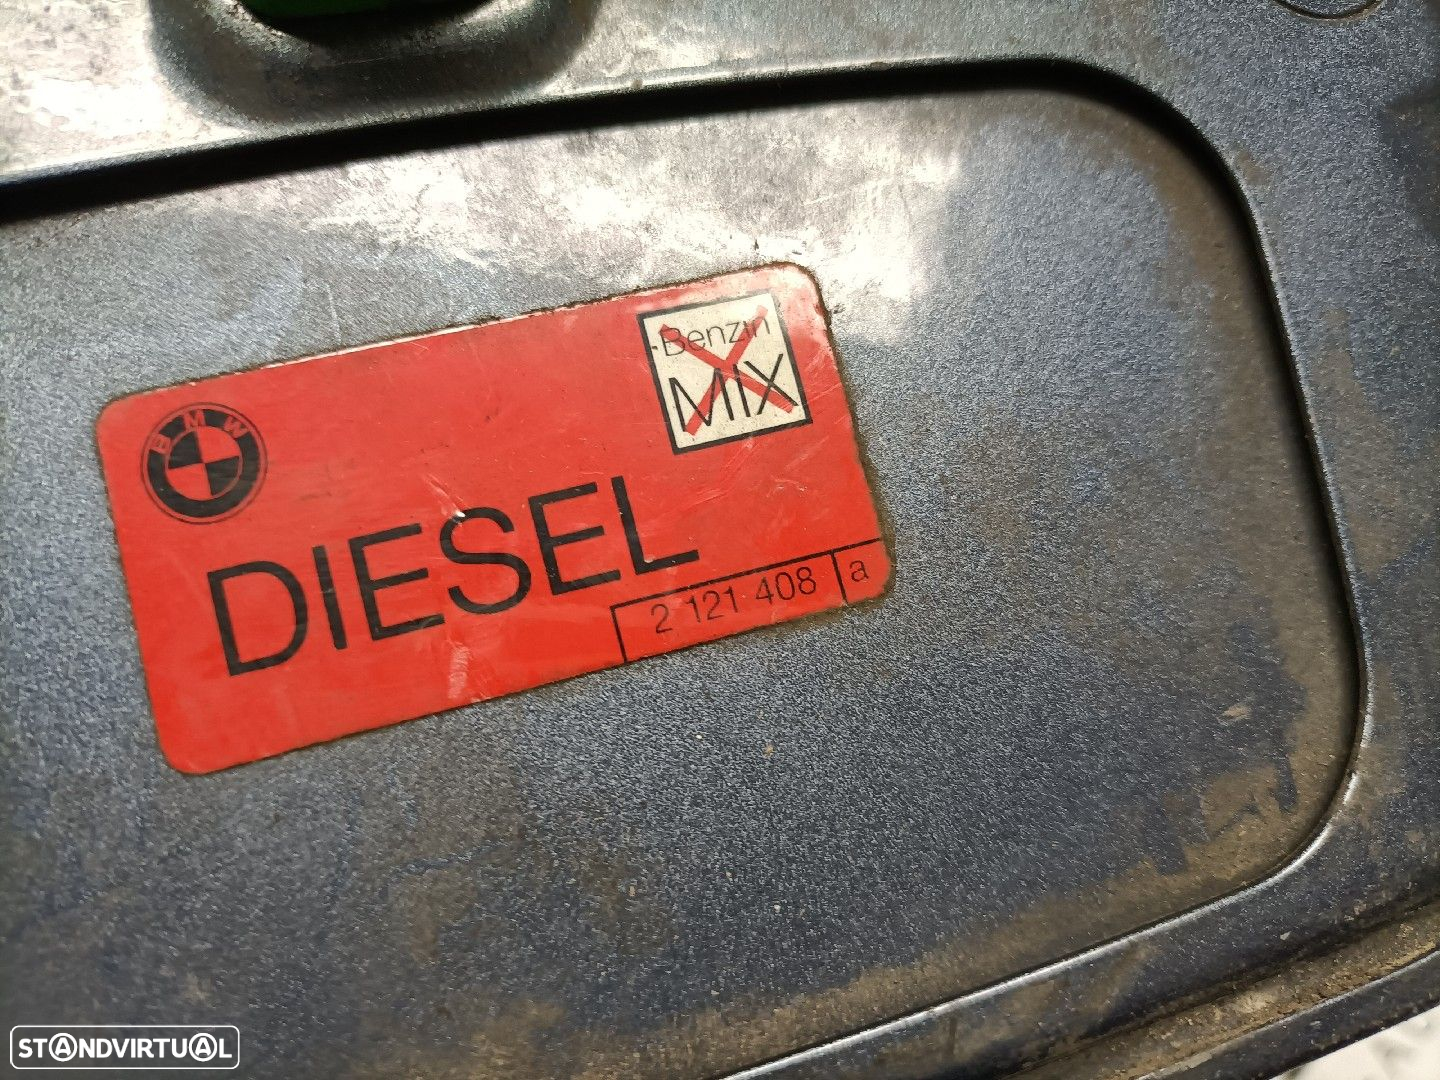 Benzin
MIX
BMW
DIESEL
2 121 408 a
STANDVIRTUAL